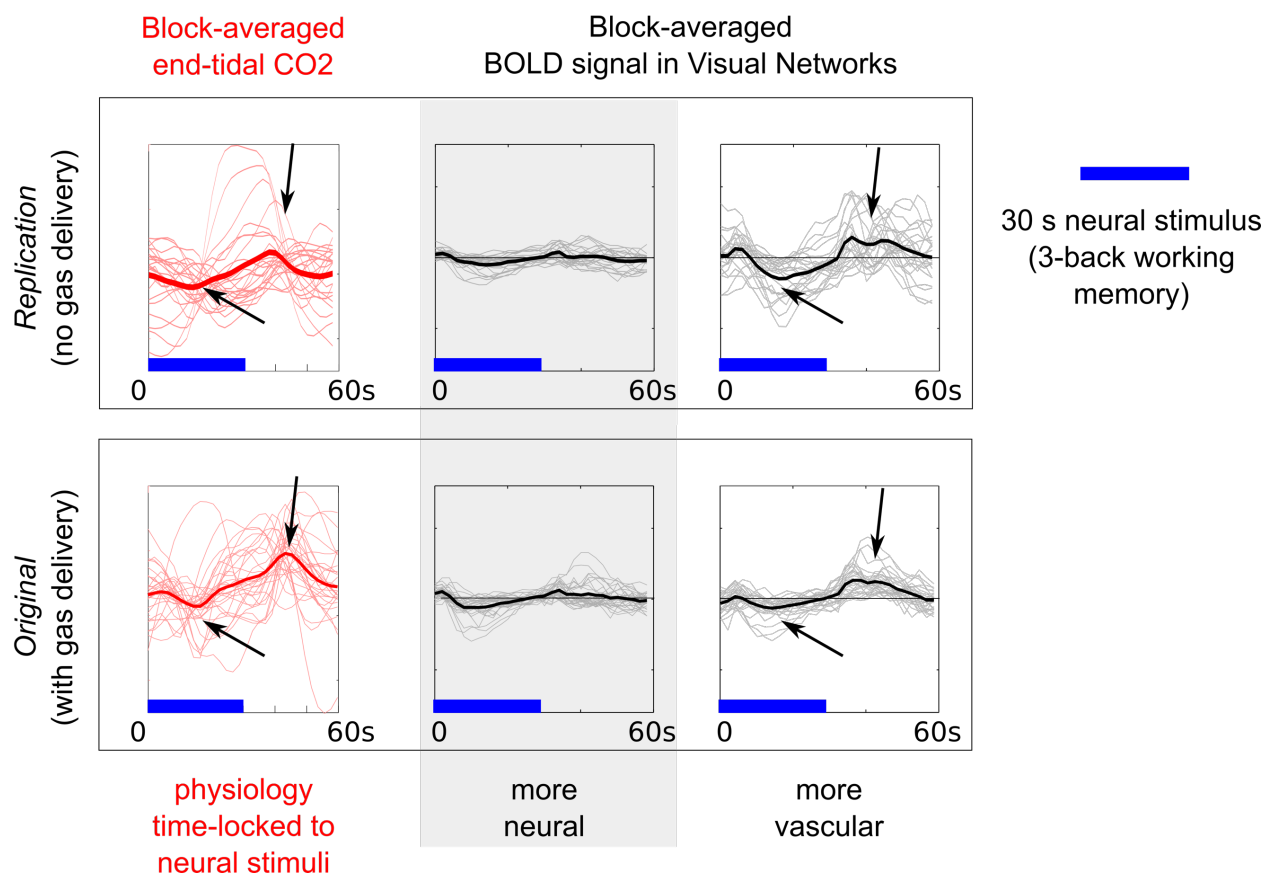 Block-averaged
end-tidal CO2
Block-averaged
BOLD signal in Visual Networks
Replication
(no gas delivery)
0
60s
0
60s
0
60s
30 s neural stimulus
(3-back working
memory)
Original
(with gas delivery)
0
60s
0
60s
0
60s
physiology
time-locked to
neural stimuli
more
neural
more
vascular